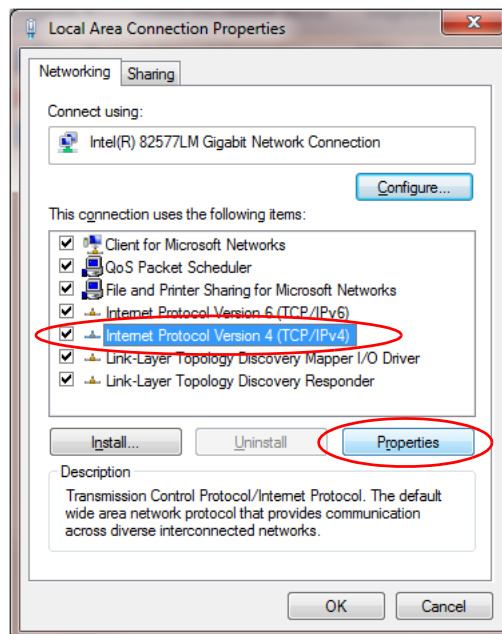 Local Area Connection Properties
Networking
Sharing
Connect using:
Intel(R) 82577LM Gigabit Network Connection
Configure...
This connection uses the following items:
Client for Microsoft Networks
QoS Packet Scheduler
File and Printer Sharing for Microsoft Networks
Internet Protocol Version 6 (TCP/IPv6)
Internet Protocol Version 4 (TCP/IPv4)
Link-Layer Topology Discovery Mapper I/O Driver
Link-Layer Topology Discovery Responder
Install...
Uninstall
Properties
Description
Transmission Control Protocol/Internet Protocol. The default
wide area network protocol that provides communication
across diverse interconnected networks.
OK
Cancel